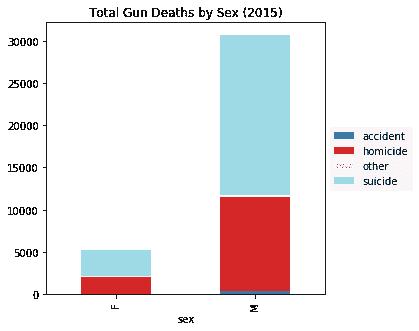 Total Gun Deaths by Sex (2015)
30000
25000
20000
15000
10000
5000
0
F
M
sex
accident
homicide
other
suicide